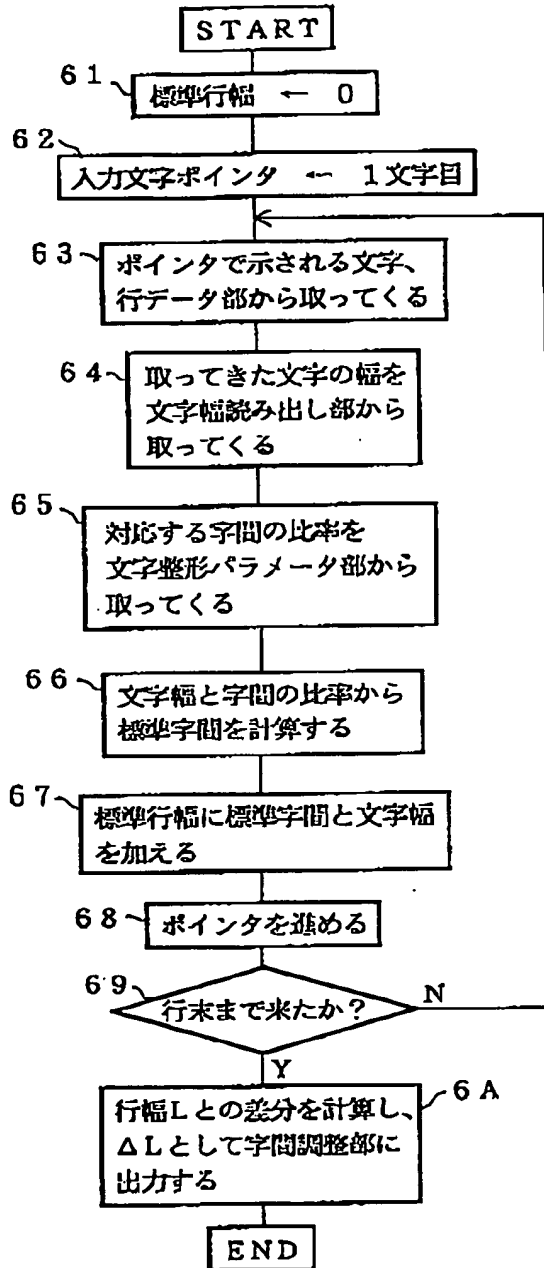 START
61
標準行幅 ← 0
62
入力文字ポインタ ← 1文字目
63
ポインタで示される文字、
行データ部から取ってくる
64
取ってきた文字の幅を
文字幅読み出し部から
取ってくる
65
対応する字間の比率を
文字整形パラメータ部から
取ってくる
66
文字幅と字間の比率から
標準字間を計算する
67
標準行幅に標準字間と文字幅
を加える
68
ポインタを進める
69
行末まで来たか?
N
Y
6A
行幅Lとの差分を計算し、
ΔLとして字間調整部に
出力する
END